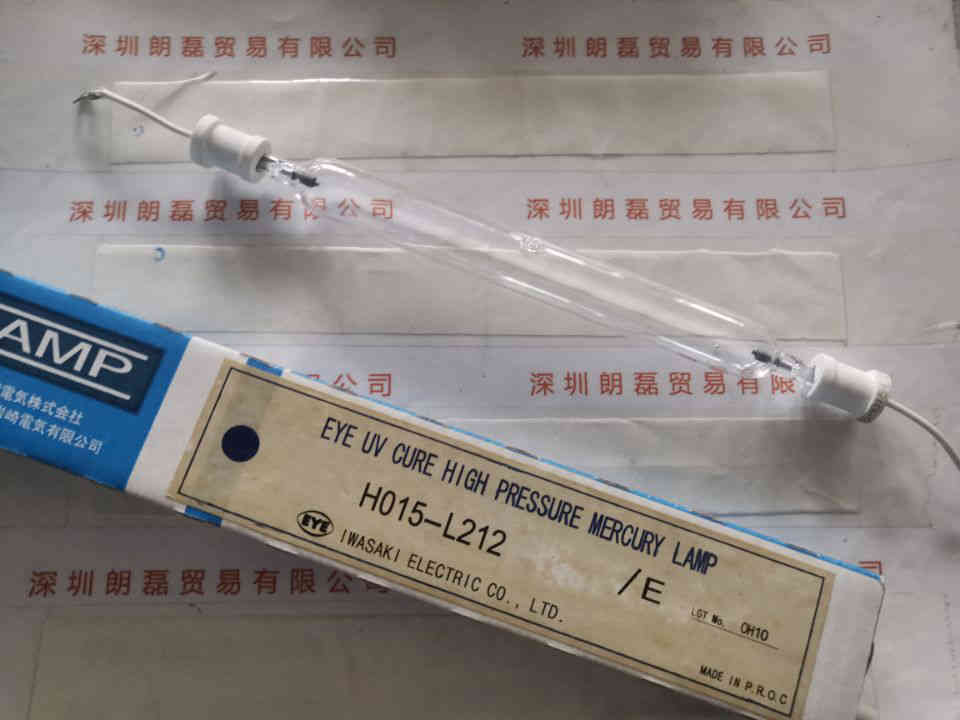 深圳朗磊贸易有限公司
深圳朗磊贸易有限公司
深圳朗磊贸易有限公司
深圳朗磊贸易有限公司
公司
深圳朗磊贸易有限
深圳朗磊贸易有限公
AMP
電気株式会社
崎電気有限公司
EYE UV CURE HIGH PRESSURE MERCURY LAMP
H015-L212
/E
EYE IWASAKI ELECTRIC CO., LTD.
LOT No. OH10
MADE IN P.R.O.C